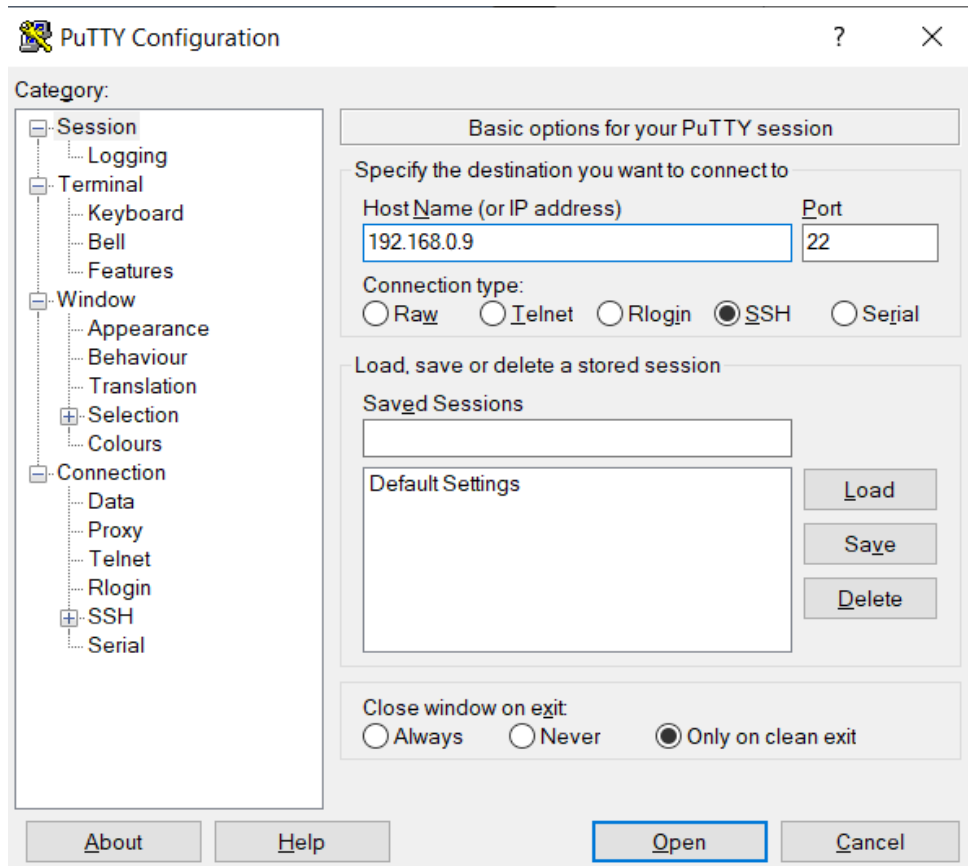 PuTTY Configuration
?
Category:
Session
Logging
Terminal
Keyboard
Bell
Features
Window
Appearance
Behaviour
Translation
Selection
Colours
Connection
Data
Proxy
Telnet
Rlogin
SSH
Serial
Basic options for your PuTTY session
Specify the destination you want to connect to
Host Name (or IP address) Port
192.168.0.9 22
Connection type:
Raw Telnet Rlogin SSH Serial
Load, save or delete a stored session
Saved Sessions
Default Settings
Load
Save
Delete
Close window on exit:
Always Never Only on clean exit
About Help Open Cancel